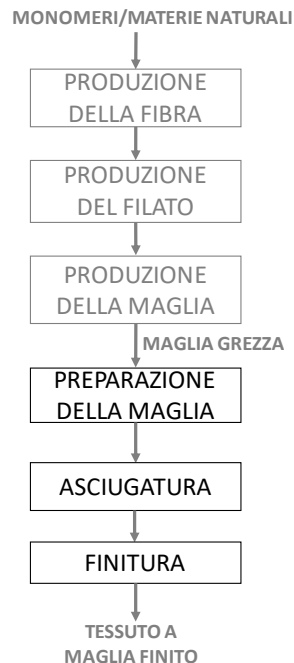 MONOMERI/MATERIE NATURALI
PRODUZIONE
DELLA FIBRA
PRODUZIONE
DEL FILATO
PRODUZIONE
DELLA MAGLIA
MAGLIA GREZZA
PREPARAZIONE
DELLA MAGLIA
ASCIUGATURA
FINITURA
TESSUTO A
MAGLIA FINITO